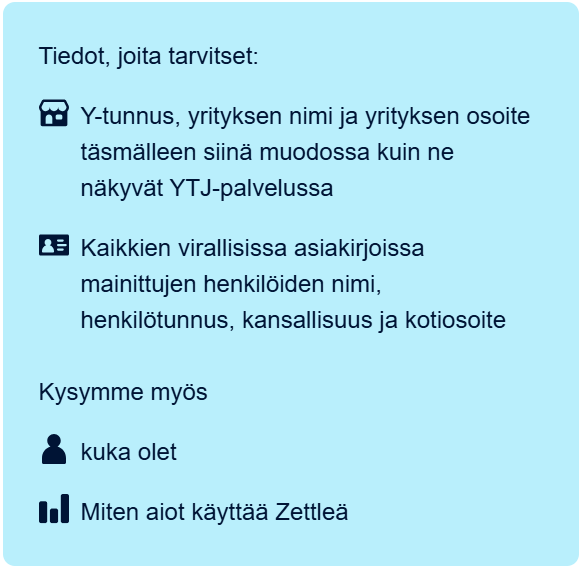 Tiedot, joita tarvitset:
Y-tunnus, yrityksen nimi ja yrityksen osoite
täsmälleen siinä muodossa kuin ne
näkyvät YTJ-palvelussa
Kaikkien virallisissa asiakirjoissa
mainittujen henkilöiden nimi,
henkilötunnus, kansallisuus ja kotiosoite
Kysymme myös
kuka olet
Miten aiot käyttää Zettleä